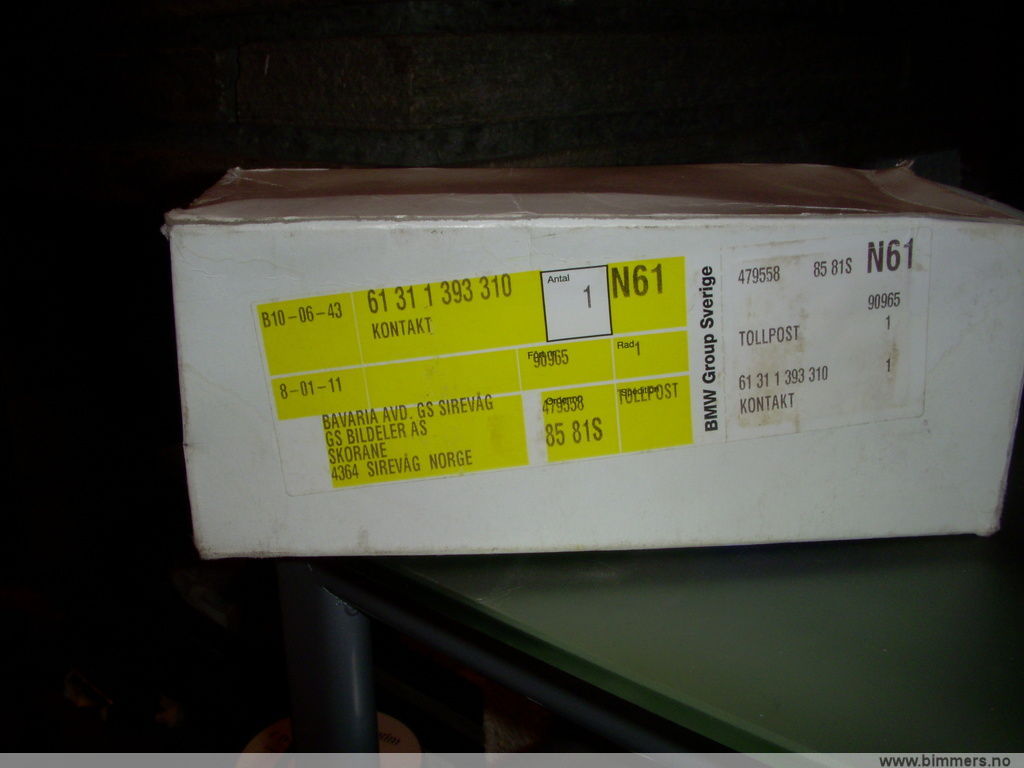 B10-06-43
61 31 1 393 310
KONTAKT
Antal
1
N61
8-01-11
90965
Rad
1
BAVARIA AVD. GS SIREVÅG
GS BILDELER AS
SKORANE
4364 SIREVÅG NORGE
Ordernr
479558
85 81S
Spedition
TOLLPOST
BMW Group Sverige
479558 85 81S N61
90965
TOLLPOST 1
61 31 1 393 310 1
KONTAKT
www.bimmers.no